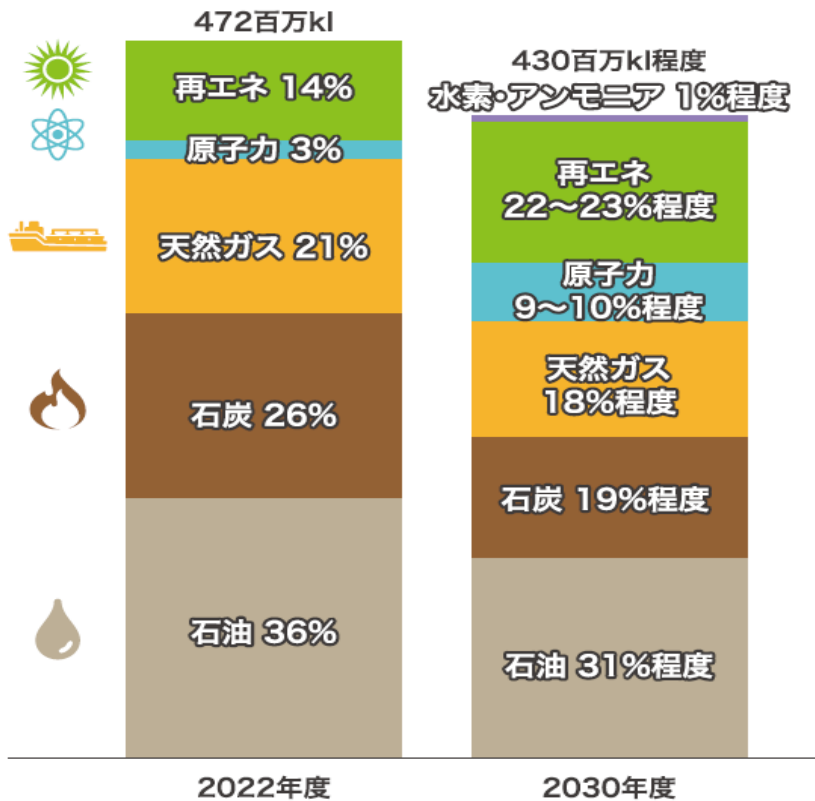 472百万kl
再エネ 14%
原子力 3%
天然ガス 21%
石炭 26%
石油 36%
2022年度
430百万kl程度
水素・アンモニア 1%程度
再エネ
22〜23%程度
原子力
9〜10%程度
天然ガス
18%程度
石炭 19%程度
石油 31%程度
2030年度